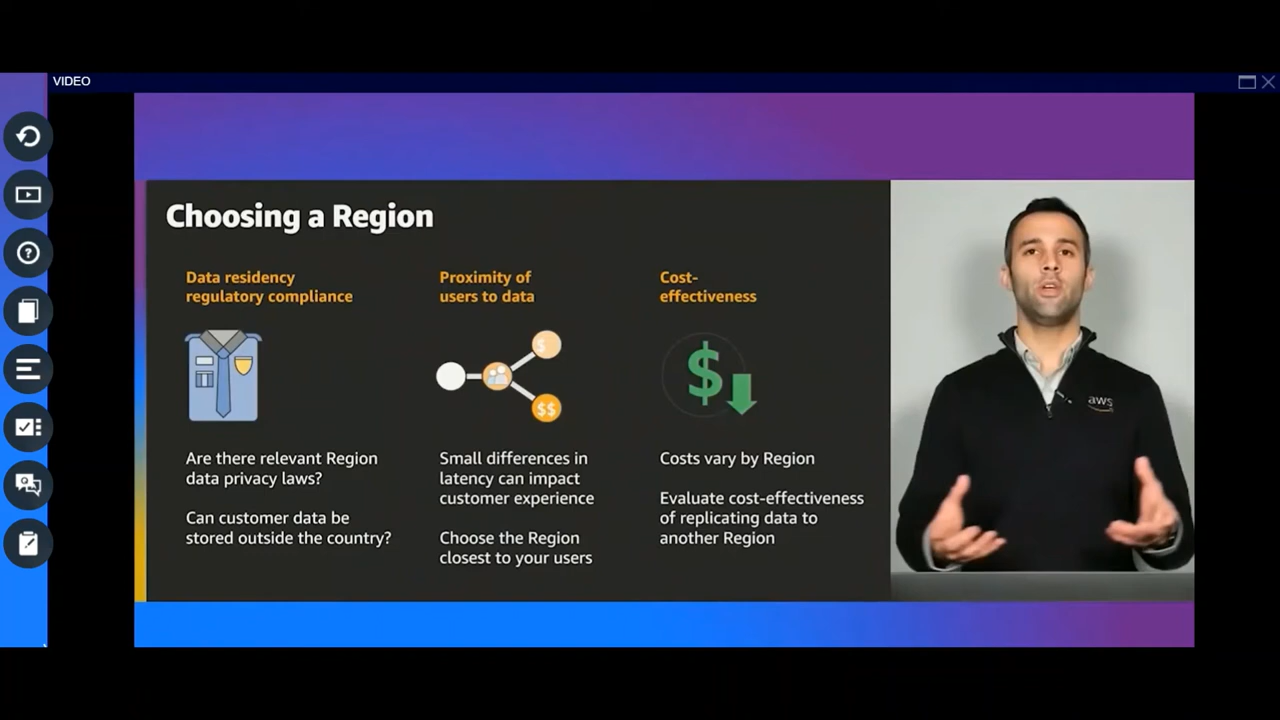 VIDEO
Choosing a Region
Data residency
regulatory compliance
Are there relevant Region
data privacy laws?
Can customer data be
stored outside the country?
Proximity of
users to data
$
$$
Small differences in
latency can impact
customer experience
Choose the Region
closest to your users
Cost-
effectiveness
$
Costs vary by Region
Evaluate cost-effectiveness
of replicating data to
another Region
aws